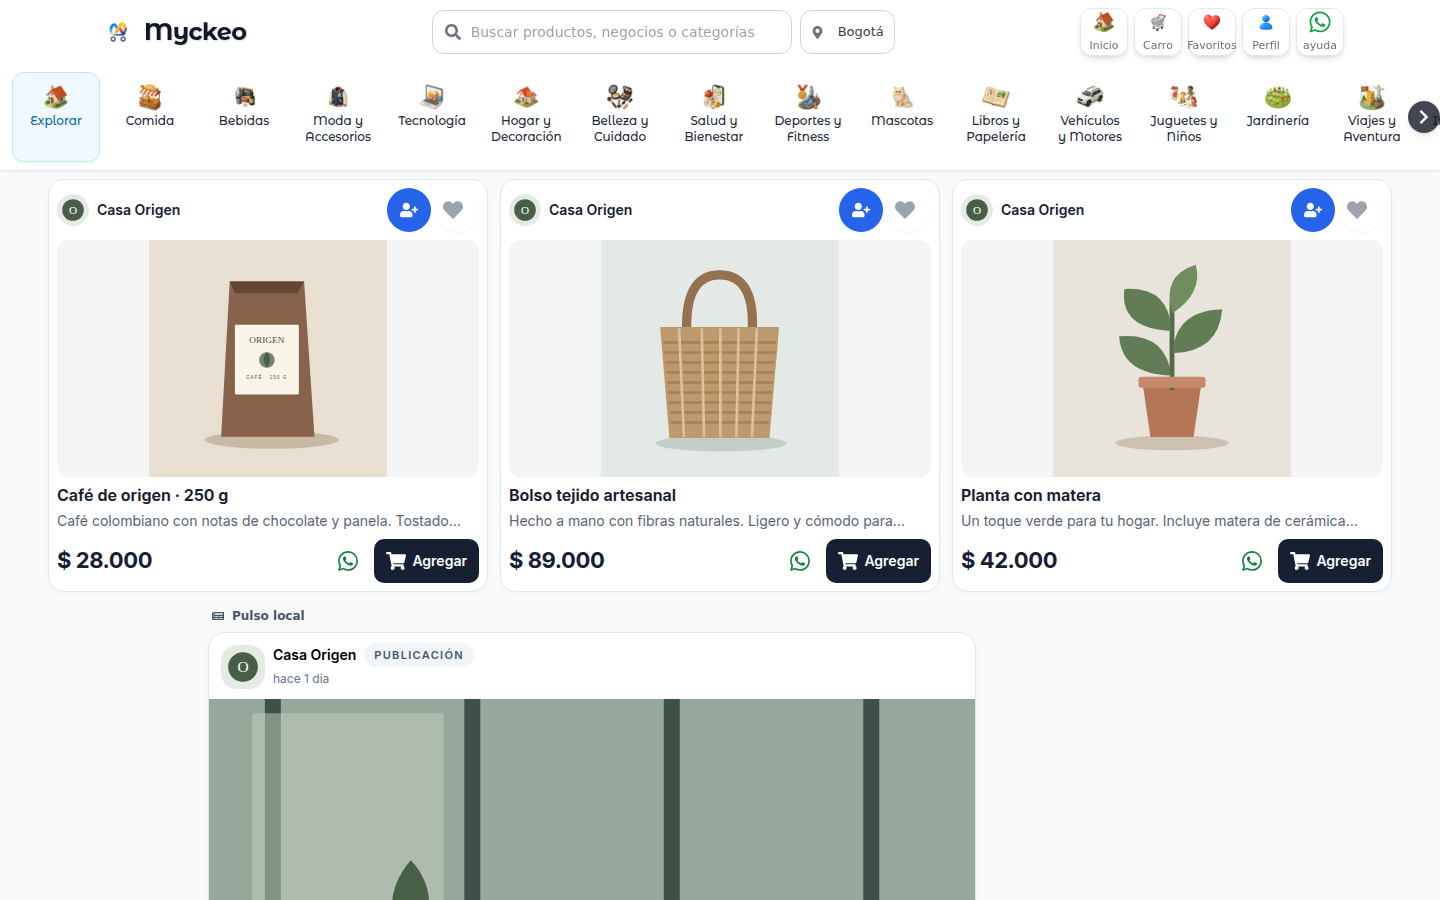 Myckeo
Buscar productos, negocios o categorías
Bogotá
Inicio
Carro
Favoritos
Perfil
ayuda
Explorar
Comida
Bebidas
Moda y
Accesorios
Tecnología
Hogar y
Decoración
Belleza y
Cuidado
Salud y
Bienestar
Deportes y
Fitness
Mascotas
Libros y
Papelería
Vehículos
y Motores
Juguetes y
Niños
Jardinería
Viajes y
Aventura
O
Casa Origen
ORIGEN
CAFÉ · 250 G
Café de origen · 250 g
Café colombiano con notas de chocolate y panela. Tostado...
$ 28.000
Agregar
O
Casa Origen
Bolso tejido artesanal
Hecho a mano con fibras naturales. Ligero y cómodo para...
$ 89.000
Agregar
O
Casa Origen
Planta con matera
Un toque verde para tu hogar. Incluye matera de cerámica...
$ 42.000
Agregar
Pulso local
O
Casa Origen
PUBLICACIÓN
hace 1 día